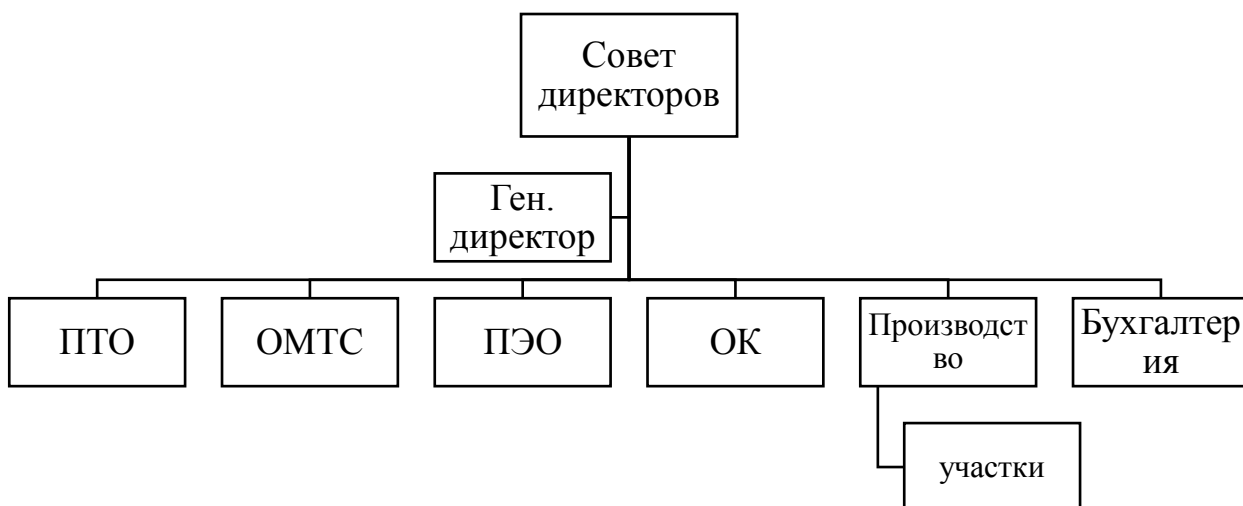 Совет
директоров
Ген.
директор
ПТО
ОМТС
ПЭО
ОК
Производст
во
Бухгалтер
ия
участки